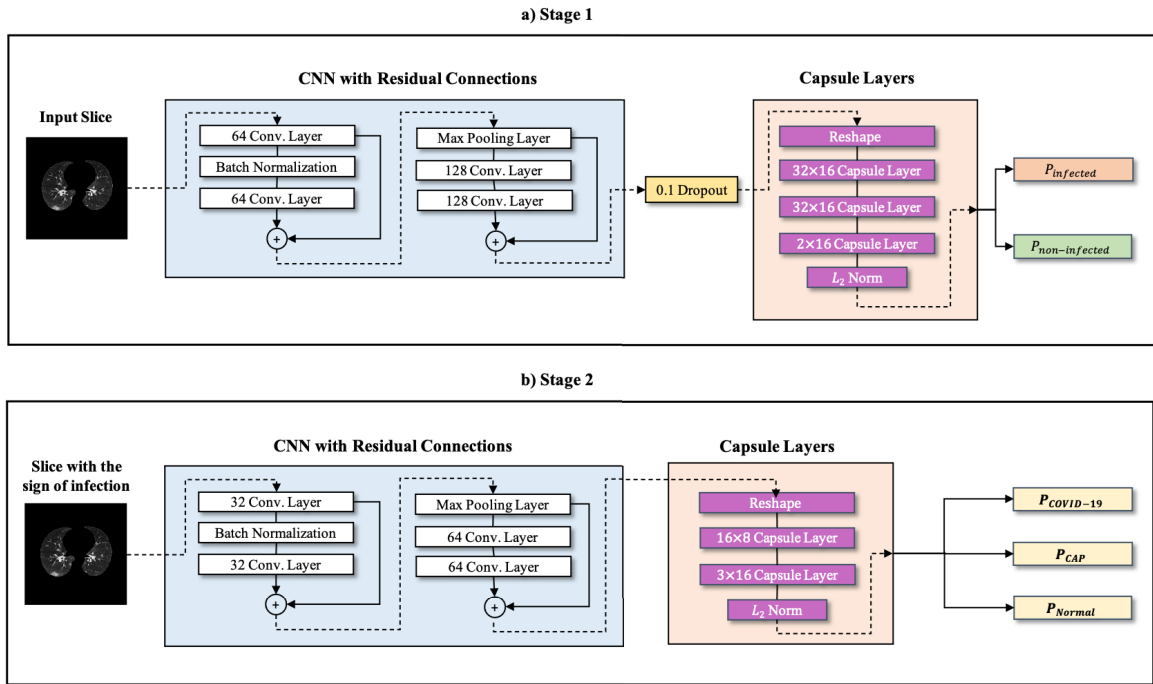 a) Stage 1
CNN with Residual Connections
Capsule Layers
Input Slice
64 Conv. Layer
Batch Normalization
64 Conv. Layer
+
Max Pooling Layer
128 Conv. Layer
128 Conv. Layer
+
0.1 Dropout
Reshape
32×16 Capsule Layer
32×16 Capsule Layer
2×16 Capsule Layer
L₂ Norm
P_infected
P_non−infected
b) Stage 2
CNN with Residual Connections
Capsule Layers
Slice with the
sign of infection
32 Conv. Layer
Batch Normalization
32 Conv. Layer
+
Max Pooling Layer
64 Conv. Layer
64 Conv. Layer
+
Reshape
16×8 Capsule Layer
3×16 Capsule Layer
L₂ Norm
P_COVID−19
P_CAP
P_Normal